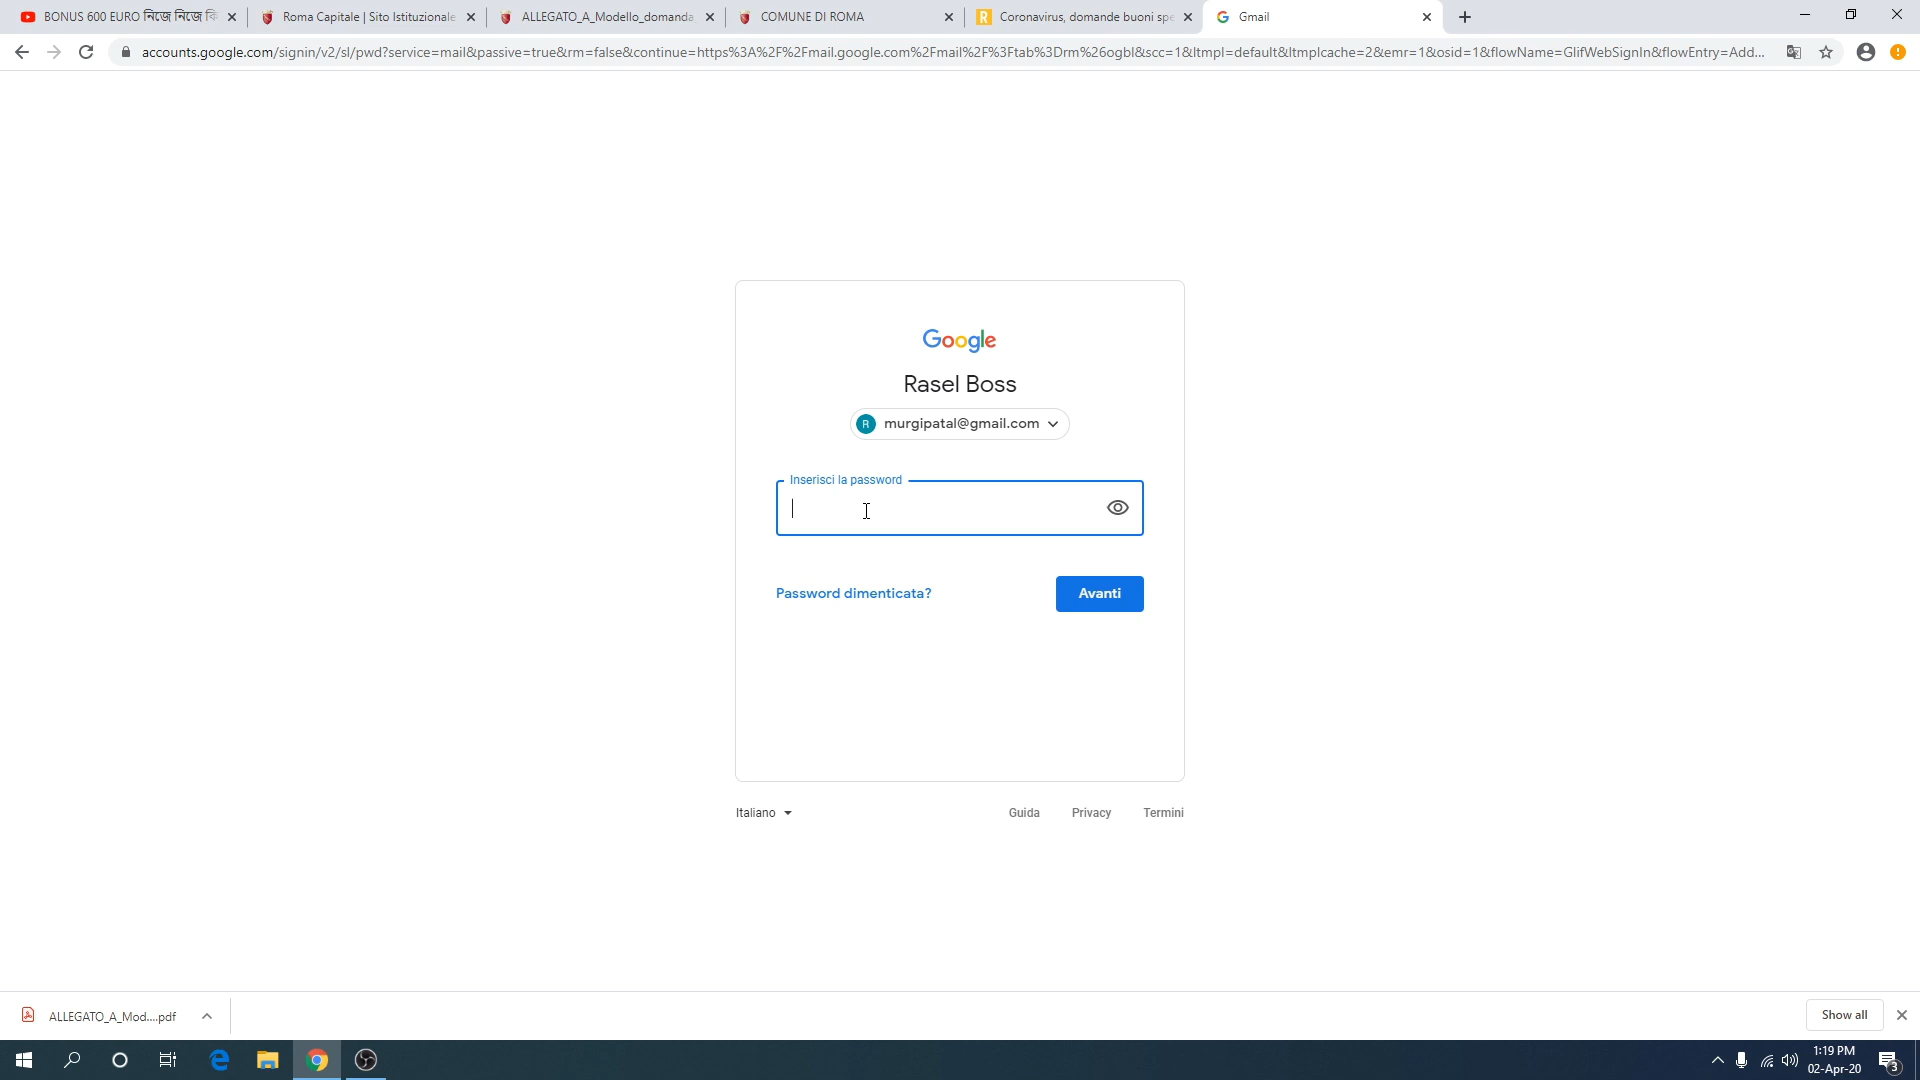 BONUS 600 EURO নিজে নিজে কি
Roma Capitale | Sito Istituzionale
ALLEGATO_A_Modello_domanda
COMUNE DI ROMA
Coronavirus, domande buoni spe
Gmail
accounts.google.com/signin/v2/sl/pwd?service=mail&passive=true&rm=false&continue=https%3A%2F%2Fmail.google.com%2Fmail%2F%3Ftab%3Drm%26ogbl&scc=1&ltmpl=default&ltmplcache=2&emr=1&osid=1&flowName=GlifWebSignIn&flowEntry=Add...
Google
Rasel Boss
R murgipatal@gmail.com
Inserisci la password
Password dimenticata?
Avanti
Italiano
Guida
Privacy
Termini
ALLEGATO_A_Mod....pdf
Show all
1:19 PM
02-Apr-20
3